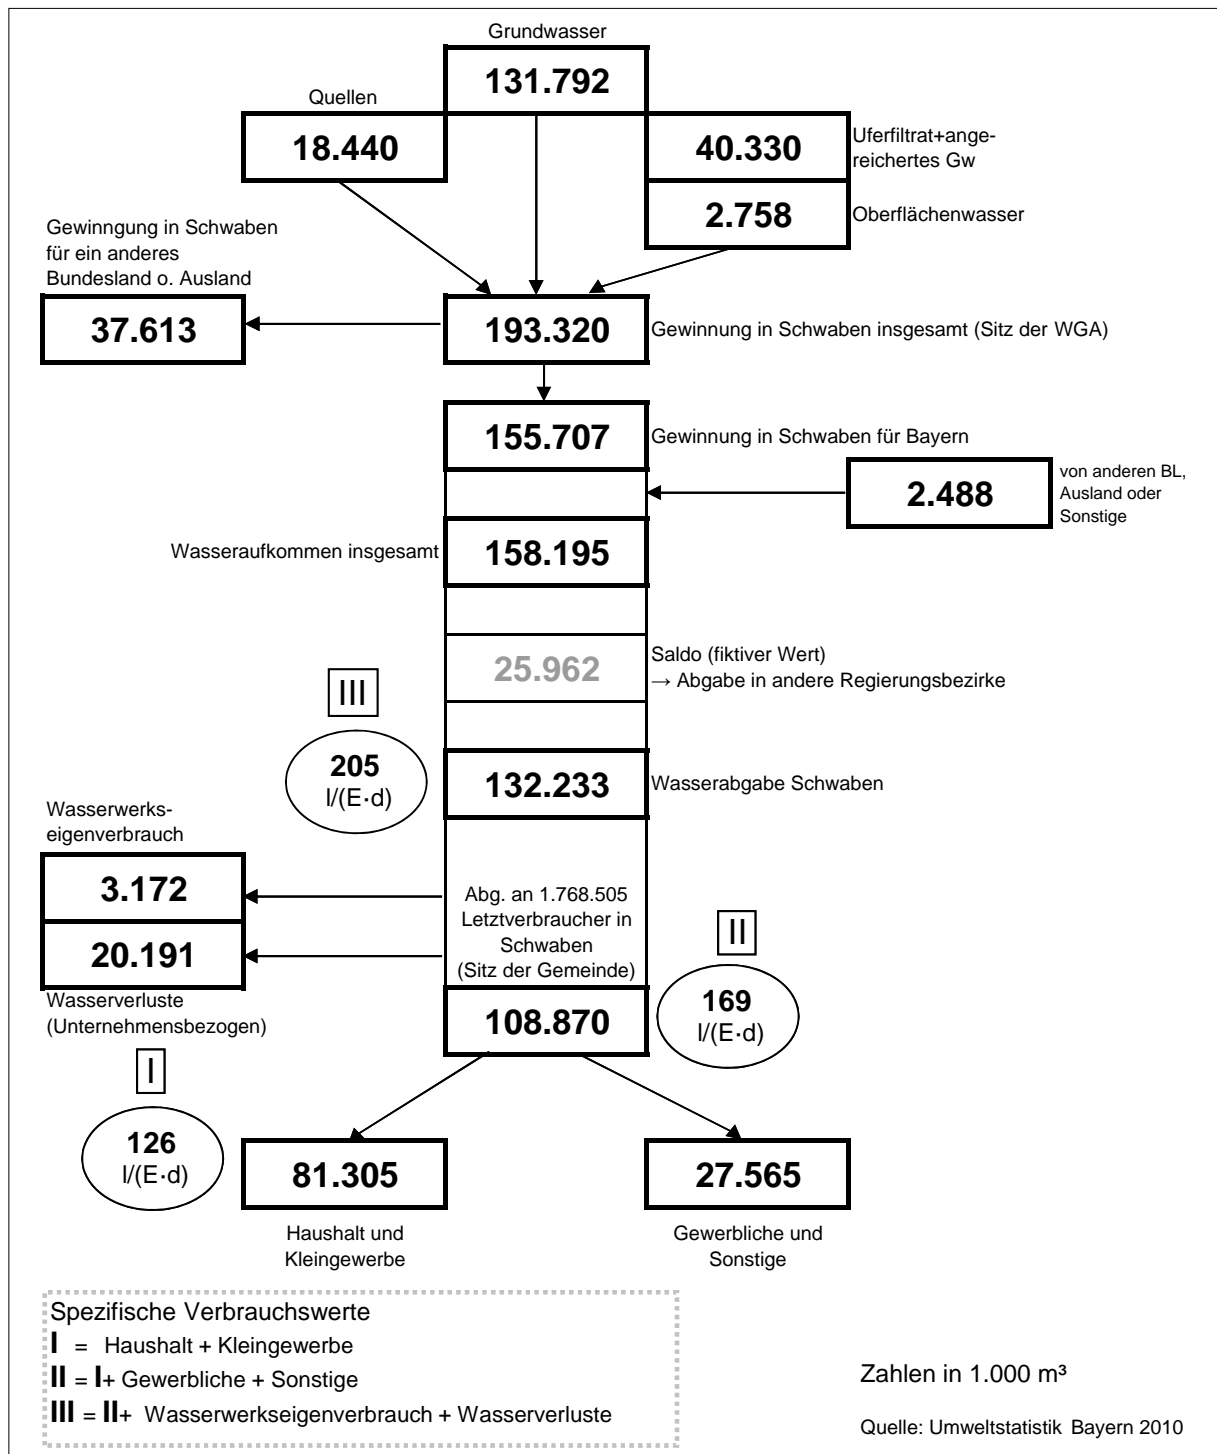 Grundwasser
131.792
Quellen
18.440
40.330
Uferfiltrat+ange-
reichertes Gw
2.758
Oberflächenwasser
Gewinngung in Schwaben
für ein anderes
Bundesland o. Ausland
37.613
193.320
Gewinnung in Schwaben insgesamt (Sitz der WGA)
155.707
Gewinnung in Schwaben für Bayern
2.488
von anderen BL,
Ausland oder
Sonstige
Wasseraufkommen insgesamt
158.195
25.962
Saldo (fiktiver Wert)
→ Abgabe in andere Regierungsbezirke
III
205
l/(E·d)
132.233
Wasserabgabe Schwaben
Wasserwerks-
eigenverbrauch
3.172
20.191
Wasserverluste
(Unternehmensbezogen)
Abg. an 1.768.505
Letztverbraucher in
Schwaben
(Sitz der Gemeinde)
108.870
II
169
l/(E·d)
I
126
l/(E·d)
81.305
Haushalt und
Kleingewerbe
27.565
Gewerbliche und
Sonstige
Spezifische Verbrauchswerte
I = Haushalt + Kleingewerbe
II = I+ Gewerbliche + Sonstige
III = II+ Wasserwerkseigenverbrauch + Wasserverluste
Zahlen in 1.000 m³
Quelle: Umweltstatistik Bayern 2010